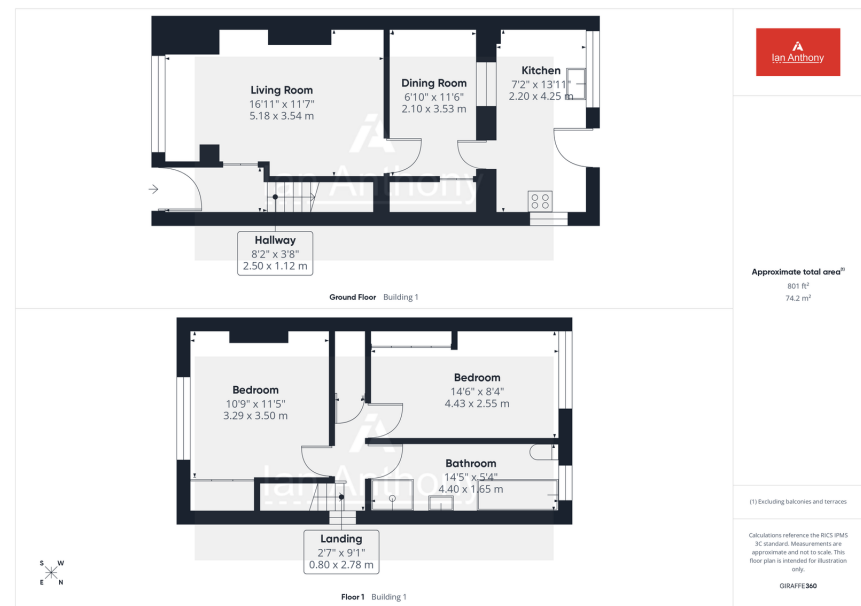 Living Room
16'11" x 11'7"
5.18 x 3.54 m
Dining Room
6'10" x 11'6"
2.10 x 3.53 m
Kitchen
7'2" x 13'11"
2.20 x 4.25 m
Ian Anthony
Hallway
8'2" x 3'8"
2.50 x 1.12 m
Ground Floor Building 1
Bedroom
10'9" x 11'5"
3.29 x 3.50 m
Bedroom
14'6" x 8'4"
4.43 x 2.55 m
Bathroom
14'5" x 5'4"
4.40 x 1.65 m
Ian Anthony
Landing
2'7" x 9'1"
0.80 x 2.78 m
Floor 1 Building 1
S W
E N
Ian Anthony
Approximate total area(1)
801 ft²
74.2 m²
(1) Excluding balconies and terraces
Calculations reference the RICS IPMS
3C standard. Measurements are
approximate and not to scale. This
floor plan is intended for illustration
only.
GIRAFFE360